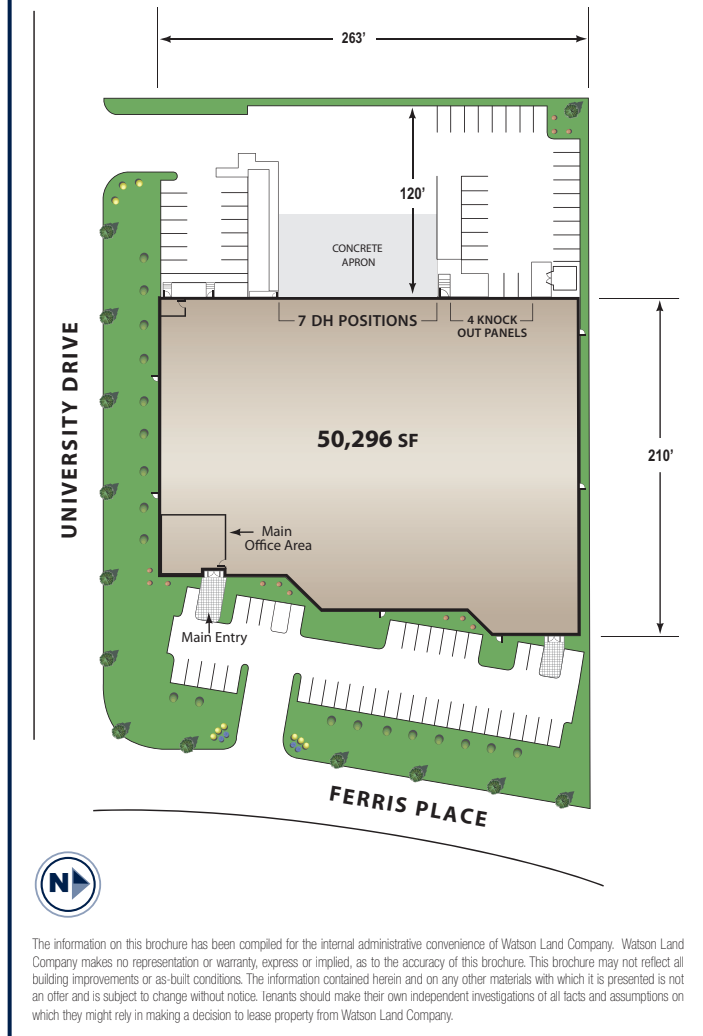 263'
120'
CONCRETE
APRON
7 DH POSITIONS
4 KNOCK
OUT PANELS
UNIVERSITY DRIVE
50,296 SF
210'
Main
Office Area
Main Entry
FERRIS PLACE
N
The information on this brochure has been compiled for the internal administrative convenience of Watson Land Company. Watson Land
Company makes no representation or warranty, express or implied, as to the accuracy of this brochure. This brochure may not reflect all
building improvements or as-built conditions. The information contained herein and on any other materials with which it is presented is not
an offer and is subject to change without notice. Tenants should make their own independent investigations of all facts and assumptions on
which they might rely in making a decision to lease property from Watson Land Company.